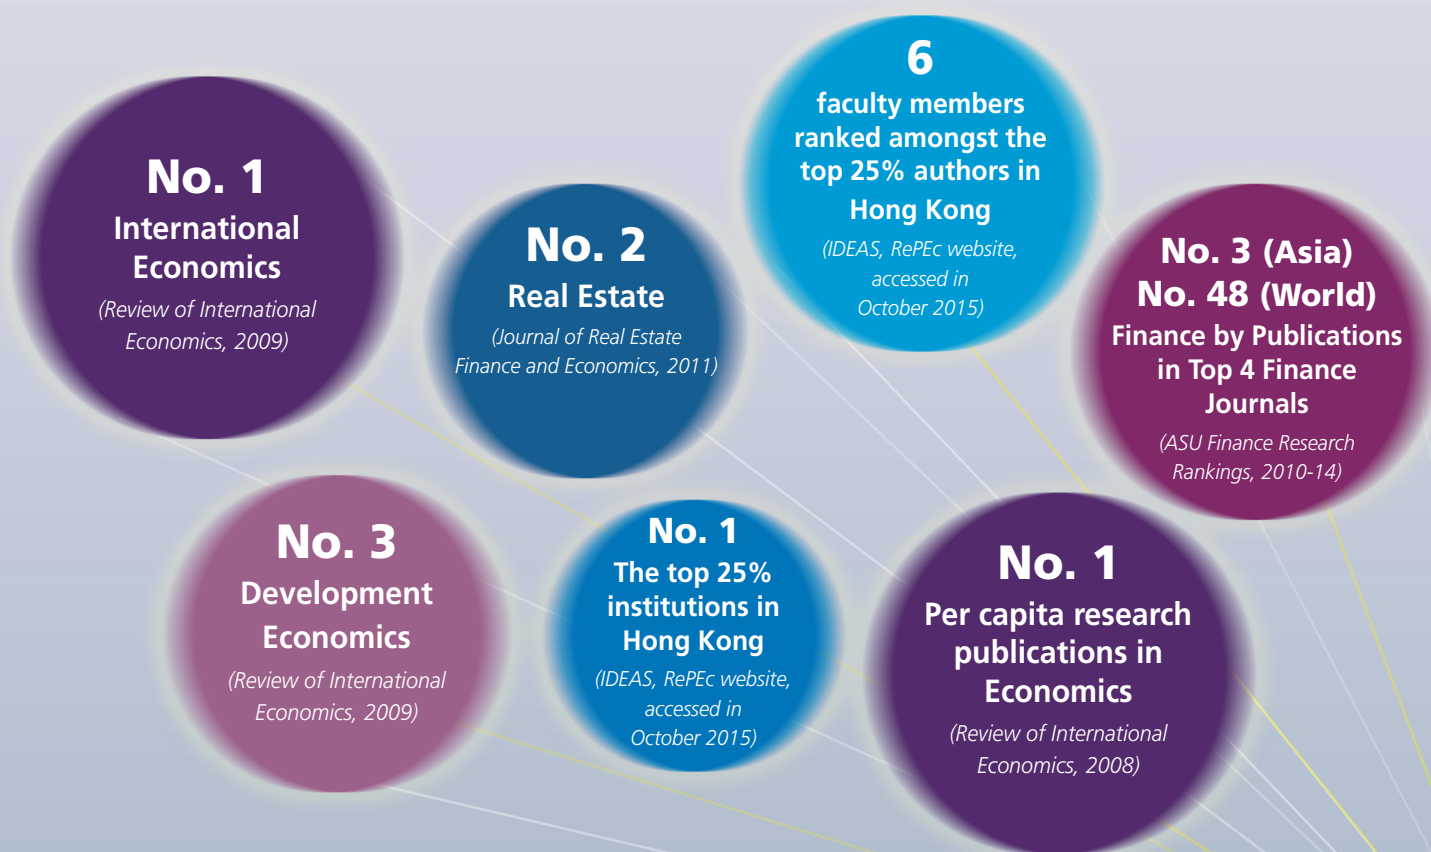 No. 1
International
Economics
(Review of International
Economics, 2009)
No. 2
Real Estate
(Journal of Real Estate
Finance and Economics, 2011)
6
faculty members
ranked amongst the
top 25% authors in
Hong Kong
(IDEAS, RePEc website,
accessed in
October 2015)
No. 3 (Asia)
No. 48 (World)
Finance by Publications
in Top 4 Finance
Journals
(ASU Finance Research
Rankings, 2010-14)
No. 3
Development
Economics
(Review of International
Economics, 2009)
No. 1
The top 25%
institutions in
Hong Kong
(IDEAS, RePEc website,
accessed in
October 2015)
No. 1
Per capita research
publications in
Economics
(Review of International
Economics, 2008)